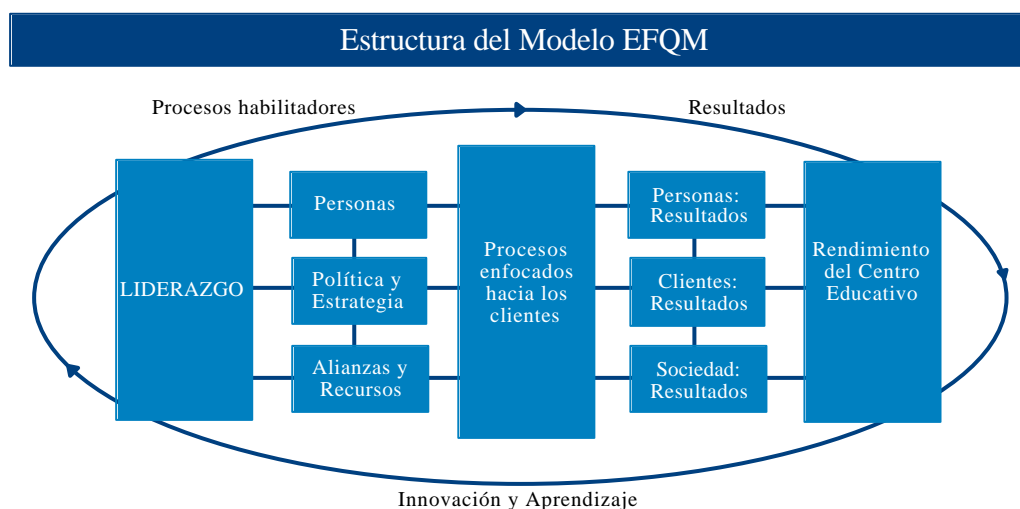 Estructura del Modelo EFQM
Procesos habilitadores
Resultados
LIDERAZGO
Personas
Política y
Estrategia
Alianzas y
Recursos
Procesos
enfocados
hacia los
clientes
Personas:
Resultados
Clientes:
Resultados
Sociedad:
Resultados
Rendimiento
del Centro
Educativo
Innovación y Aprendizaje